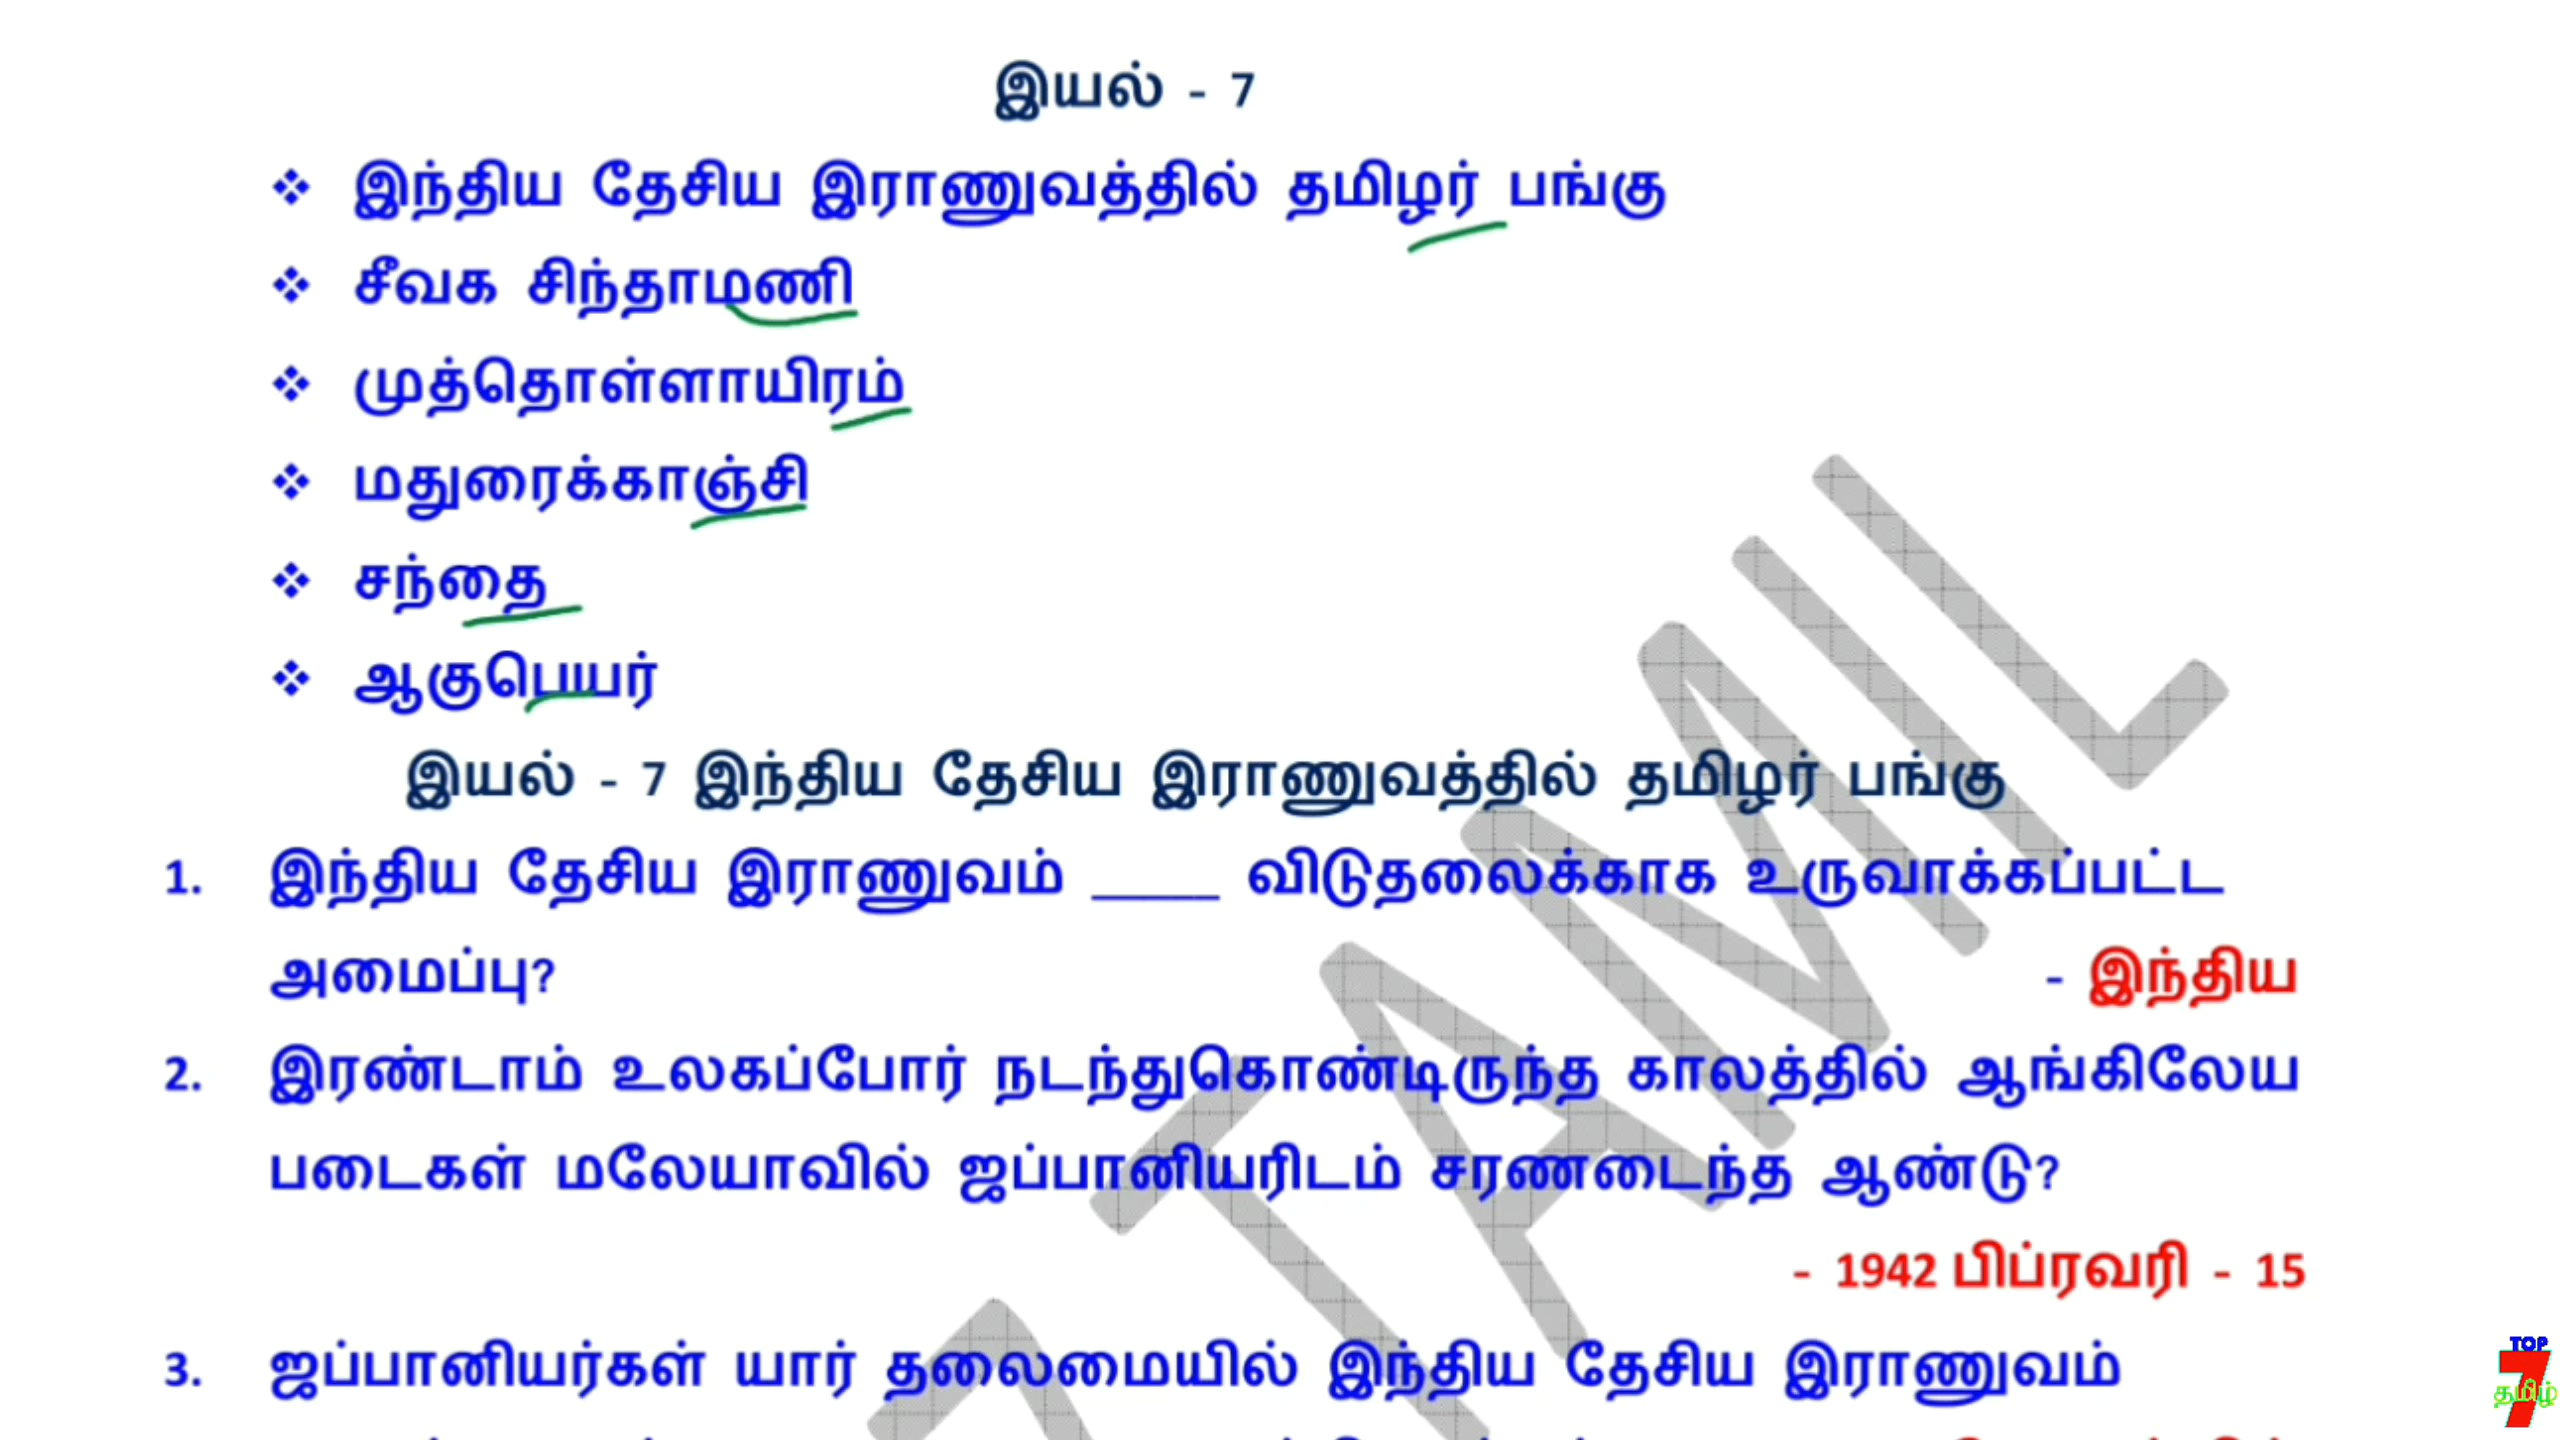 இயல் - 7
❖ இந்திய தேசிய இராணுவத்தில் தமிழர் பங்கு
❖ சீவக சிந்தாமணி
❖ முத்தொள்ளாயிரம்
❖ மதுரைக்காஞ்சி
❖ சந்தை
❖ ஆகுபெயர்
இயல் - 7 இந்திய தேசிய இராணுவத்தில் தமிழர் பங்கு
1. இந்திய தேசிய இராணுவம் ____ விடுதலைக்காக உருவாக்கப்பட்ட
அமைப்பு? - இந்திய
2. இரண்டாம் உலகப்போர் நடந்துகொண்டிருந்த காலத்தில் ஆங்கிலேய
படைகள் மலேயாவில் ஜப்பானியரிடம் சரணடைந்த ஆண்டு?
- 1942 பிப்ரவரி - 15
3. ஜப்பானியர்கள் யார் தலைமையில் இந்திய தேசிய இராணுவம்
7 TAMIL
TOP
7
தமிழ்